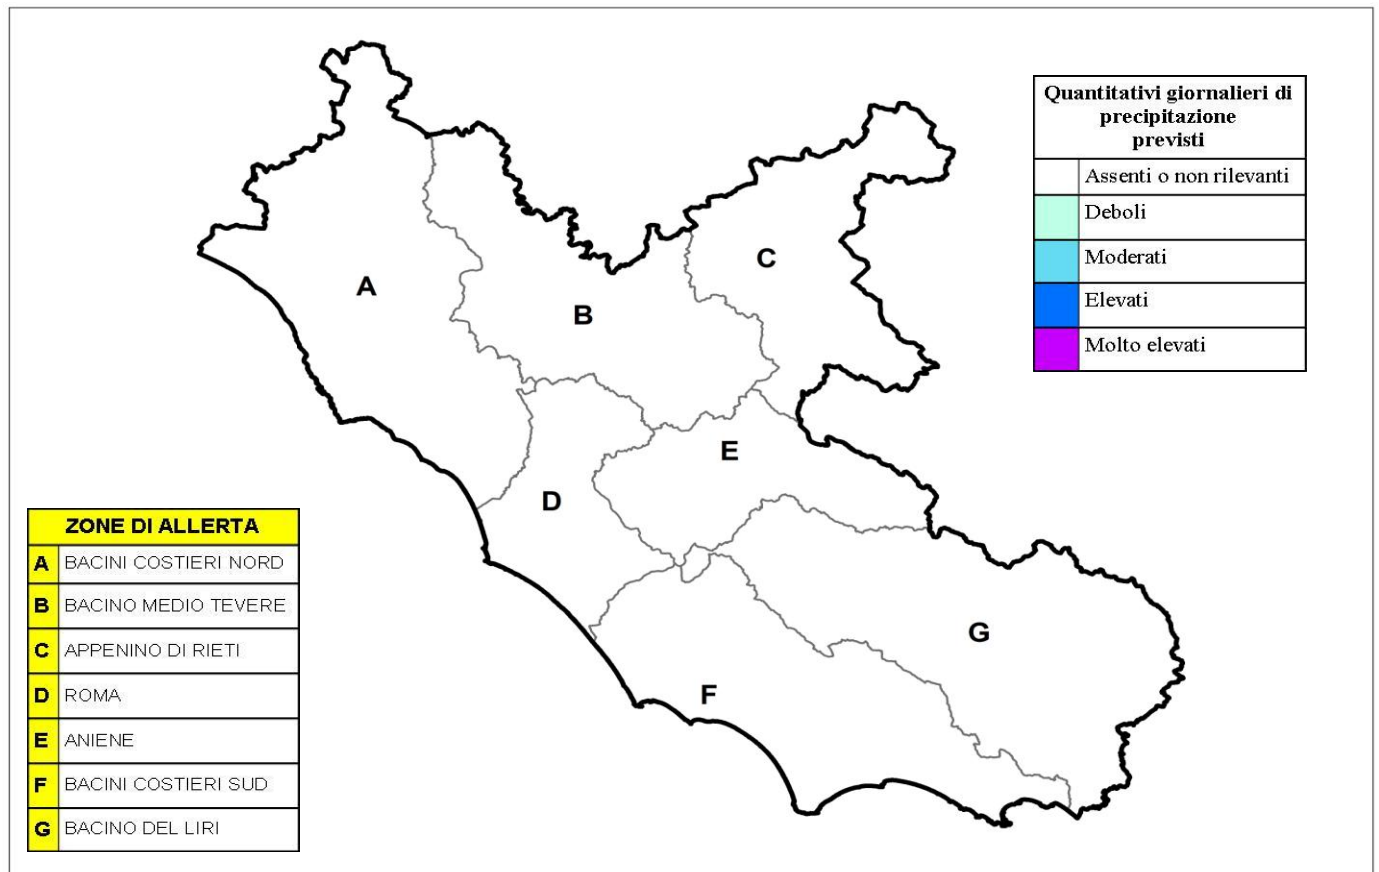 Quantitativi giornalieri di
precipitazione
previsti
Assenti o non rilevanti
Deboli
Moderati
Elevati
Molto elevati
A
B
C
D
E
F
G
ZONE DI ALLERTA
A BACINI COSTIERI NORD
B BACINO MEDIO TEVERE
C APPENINO DI RIETI
D ROMA
E ANIENE
F BACINI COSTIERI SUD
G BACINO DEL LIRI